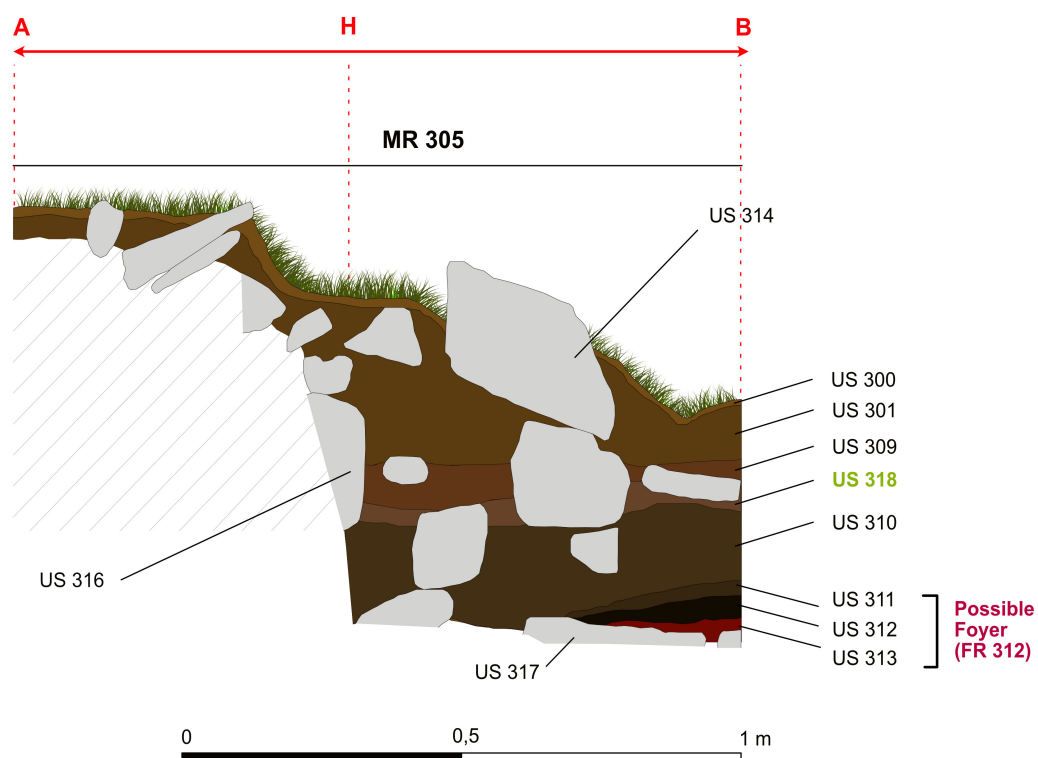 A
H
B
MR 305
US 314
US 300
US 301
US 309
US 318
US 310
US 316
US 311
US 312
US 313
Possible
Foyer
(FR 312)
US 317
0
0,5
1 m